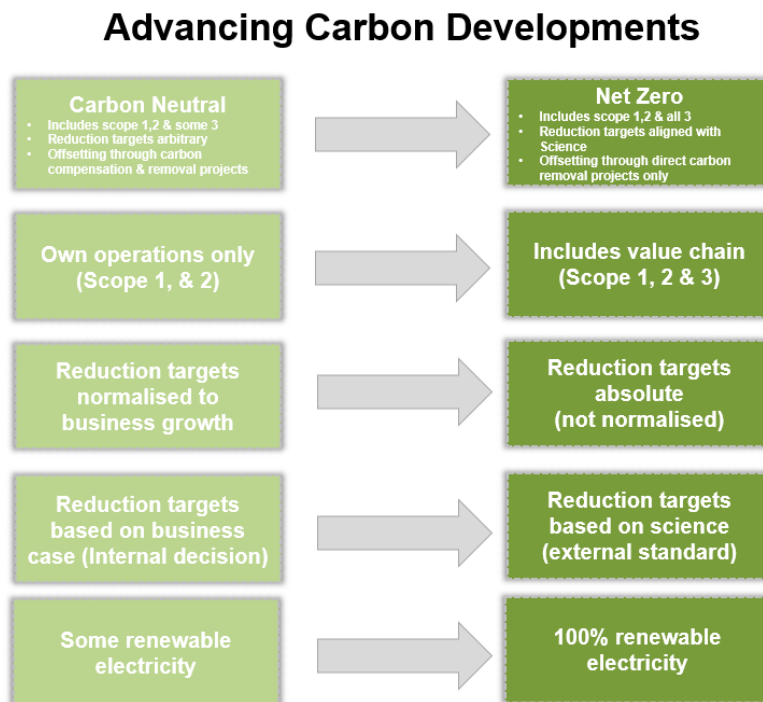 Advancing Carbon Developments
Carbon Neutral
• Includes scope 1,2 & some 3
• Reduction targets arbitrary
• Offsetting through carbon
compensation & removal projects
Net Zero
• Includes scope 1,2 & all 3
• Reduction targets aligned with
Science
• Offsetting through direct carbon
removal projects only
Own operations only
(Scope 1, & 2)
Includes value chain
(Scope 1, 2 & 3)
Reduction targets
normalised to
business growth
Reduction targets
absolute
(not normalised)
Reduction targets
based on business
case (Internal decision)
Reduction targets
based on science
(external standard)
Some renewable
electricity
100% renewable
electricity